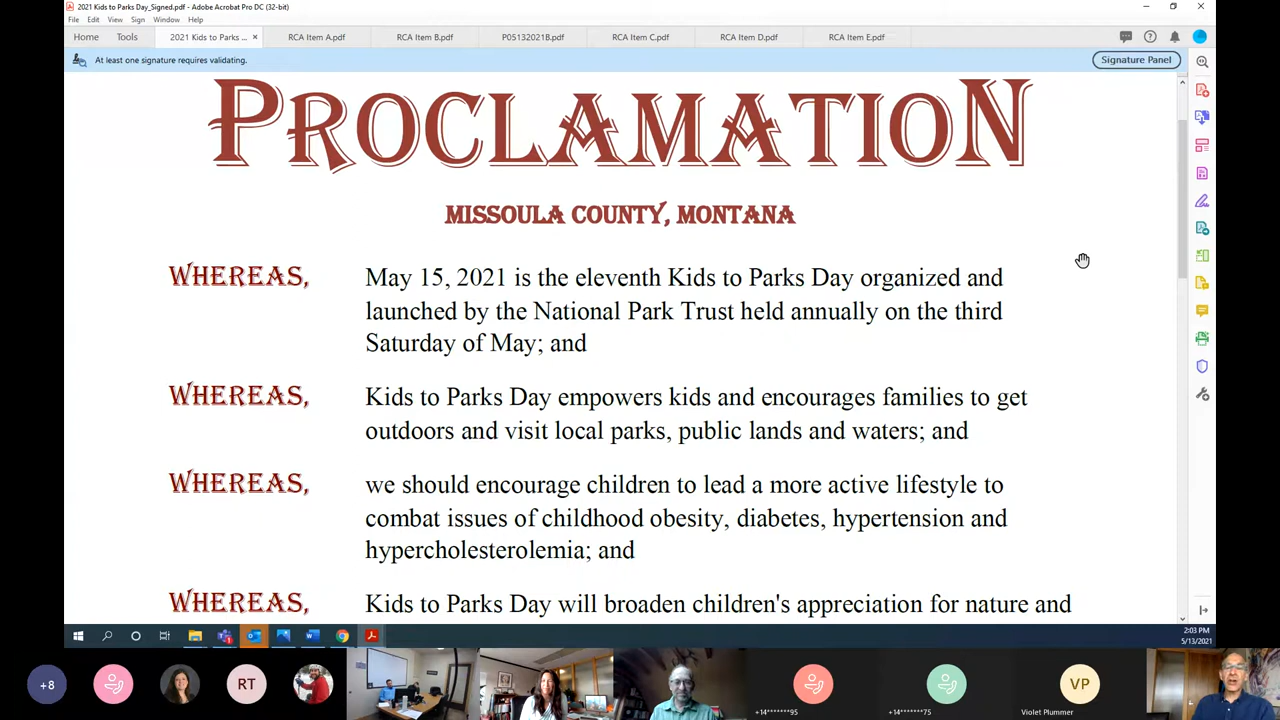 2021 Kids to Parks Day_Signed.pdf - Adobe Acrobat Pro DC (32-bit)
File Edit View Sign Window Help
Home Tools 2021 Kids to Parks ... × RCA Item A.pdf RCA Item B.pdf P05132021B.pdf RCA Item C.pdf RCA Item D.pdf RCA Item E.pdf
At least one signature requires validating. Signature Panel
PROCLAMATION
MISSOULA COUNTY, MONTANA
WHEREAS, May 15, 2021 is the eleventh Kids to Parks Day organized and
launched by the National Park Trust held annually on the third
Saturday of May; and
WHEREAS, Kids to Parks Day empowers kids and encourages families to get
outdoors and visit local parks, public lands and waters; and
WHEREAS, we should encourage children to lead a more active lifestyle to
combat issues of childhood obesity, diabetes, hypertension and
hypercholesterolemia; and
WHEREAS, Kids to Parks Day will broaden children's appreciation for nature and
2:03 PM
5/13/2021
+8 RT VP
+14*******95 +14*******75 Violet Plummer